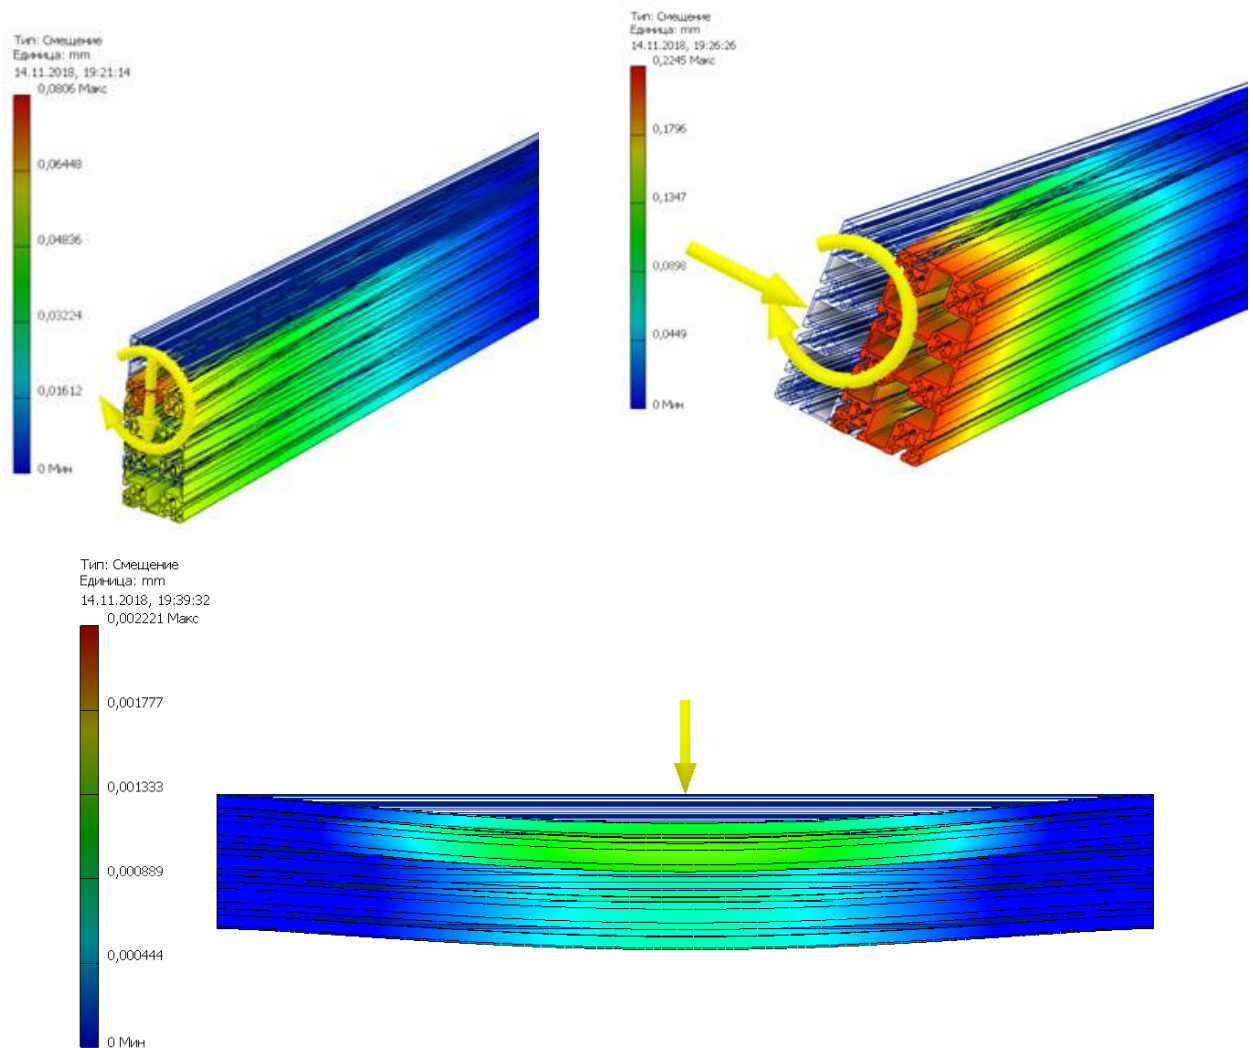 Тип: Смещение
Единица: mm
14.11.2018, 19:21:14
0,0806 Макс
0,06448
0,04836
0,03224
0,01612
0 Мин
Тип: Смещение
Единица: mm
14.11.2018, 19:26:26
0,2245 Макс
0,1796
0,1347
0,0898
0,0449
0 Мин
Тип: Смещение
Единица: mm
14.11.2018, 19:39:32
0,002221 Макс
0,001777
0,001333
0,000889
0,000444
0 Мин